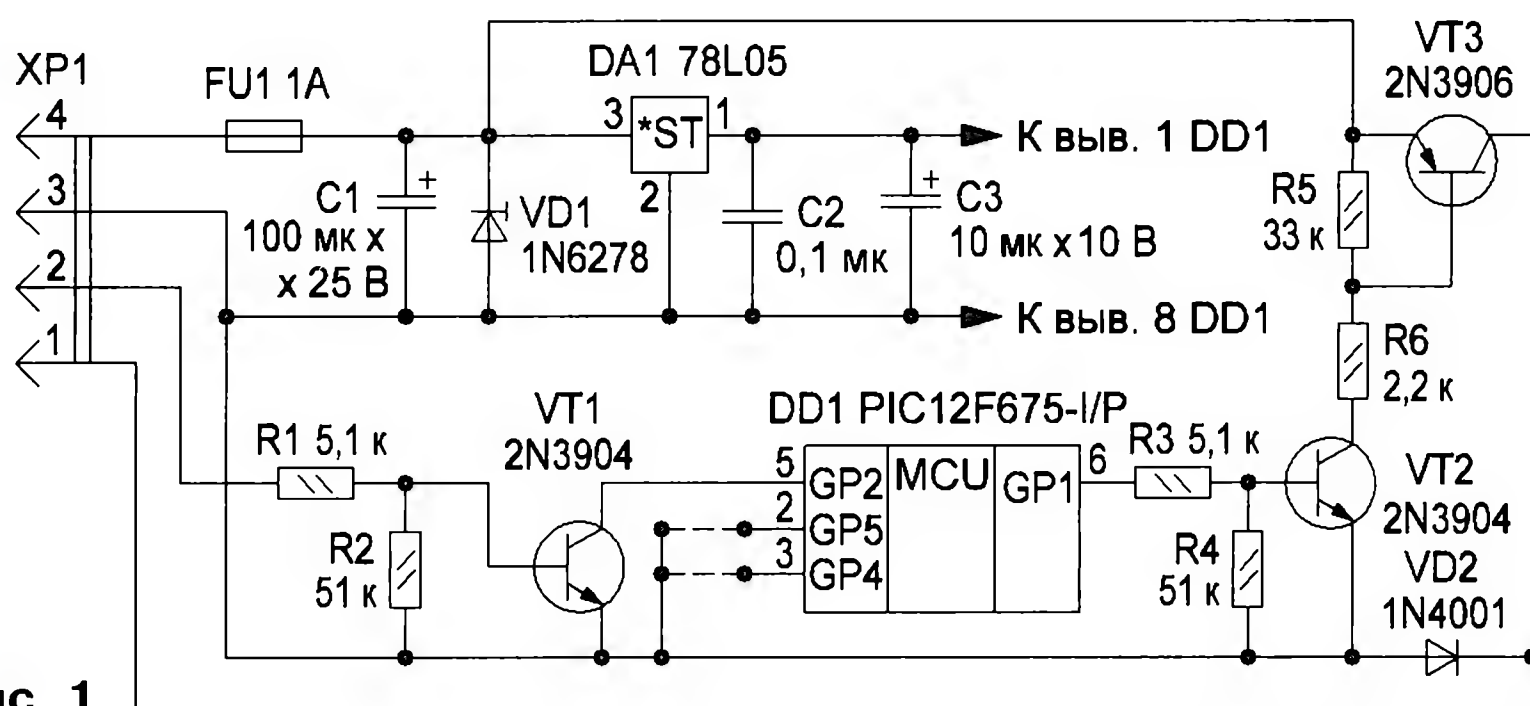 XP1
4
3
2
1
FU1 1A
C1
100 мк x
x 25 В
+
VD1
1N6278
DA1 78L05
3
*ST
1
2
C2
0,1 мк
+
C3
10 мк x10 В
К выв. 1 DD1
К выв. 8 DD1
VT3
2N3906
R5
33 к
R6
2,2 к
R1 5,1 к
R2
51 к
VT1
2N3904
DD1 PIC12F675-I/P
5
2
3
GP2
GP5
GP4
MCU
GP1
6
R3 5,1 к
R4
51 к
VT2
2N3904
VD2
1N4001
1